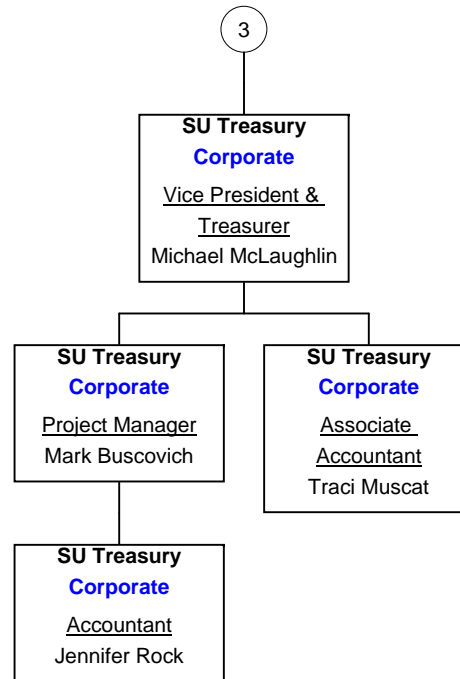 3
SU Treasury
Corporate
Vice President &
Treasurer
Michael McLaughlin
SU Treasury
Corporate
Project Manager
Mark Buscovich
SU Treasury
Corporate
Associate
Accountant
Traci Muscat
SU Treasury
Corporate
Accountant
Jennifer Rock